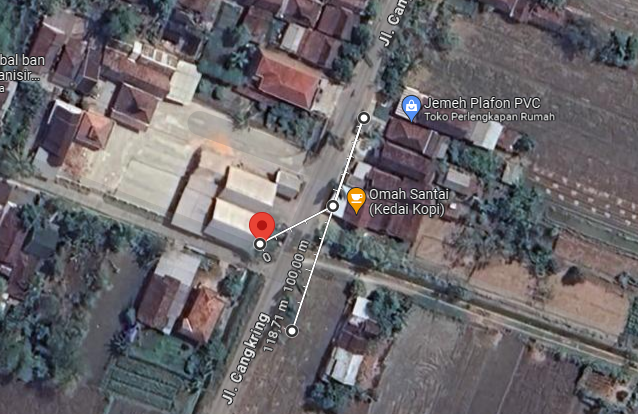 Jl. Cang
bal ban
anisir...
a
Jemeh Plafon PVC
Toko Perlengkapan Rumah
Omah Santai
(Kedai Kopi)
0
100,00 m
118,71 m
Jl. Cangkring